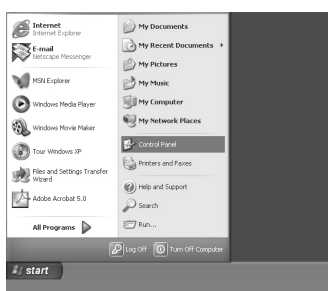 Internet
Internet Explorer
E-mail
Netscape Messenger
MSN Explorer
Windows Media Player
Windows Movie Maker
Tour Windows XP
Files and Settings Transfer
Wizard
Adobe Acrobat 5.0
All Programs
My Documents
My Recent Documents
My Pictures
My Music
My Computer
My Network Places
Control Panel
Printers and Faxes
Help and Support
Search
Run...
Log Off
Turn Off Computer
start